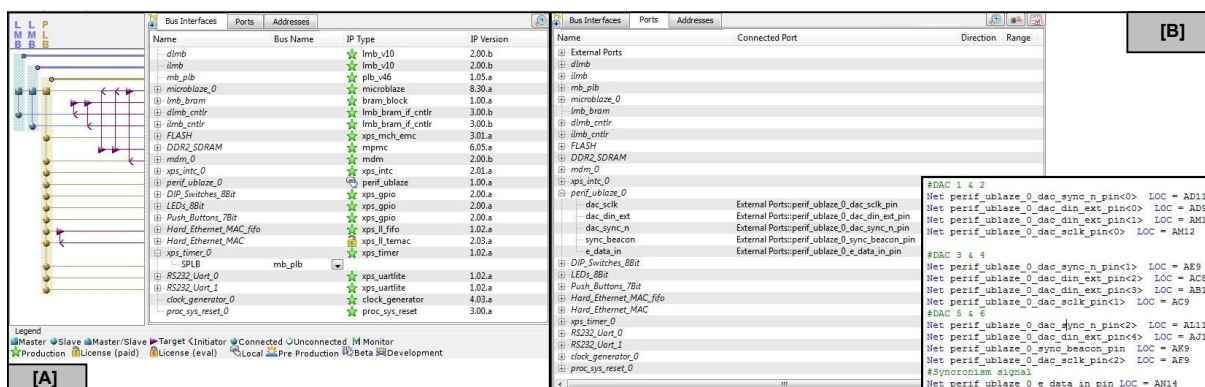 L L P
M M L
B B B
Bus Interfaces Ports Addresses
Name Bus Name IP Type IP Version
dlmb lmb_v10 2.00.b
ilmb lmb_v10 2.00.b
mb_plb plb_v46 1.05.a
microblaze_0 microblaze 8.30.a
lmb_bram bram_block 1.00.a
dlmb_cntlr lmb_bram_if_cntlr 3.00.b
ilmb_cntlr lmb_bram_if_cntlr 3.00.b
FLASH xps_mch_emc 3.01.a
DDR2_SDRAM mpmc 6.05.a
mdm_0 mdm 2.00.b
xps_intc_0 xps_intc 2.01.a
perif_ublaze_0 perif_ublaze 1.00.a
DIP_Switches_8Bit xps_gpio 2.00.a
LEDs_8Bit xps_gpio 2.00.a
Push_Buttons_7Bit xps_gpio 2.00.a
Hard_Ethernet_MAC_fifo xps_ll_fifo 1.02.a
Hard_Ethernet_MAC xps_ll_temac 2.03.a
xps_timer_0 xps_timer 1.02.a
SPLB mb_plb
RS232_Uart_0 xps_uartlite 1.02.a
RS232_Uart_1 xps_uartlite 1.02.a
clock_generator_0 clock_generator 4.03.a
proc_sys_reset_0 proc_sys_reset 3.00.a
Legend
Master Slave Master/Slave Target Initiator Connected Unconnected M Monitor
Production License (paid) License (eval) Local Pre Production Beta Development
[A]
Bus Interfaces Ports Addresses
Name Connected Port Direction Range
External Ports
dlmb
ilmb
mb_plb
microblaze_0
lmb_bram
dlmb_cntlr
ilmb_cntlr
FLASH
DDR2_SDRAM
mdm_0
xps_intc_0
perif_ublaze_0
dac_sclk External Ports::perif_ublaze_0_dac_sclk_pin
dac_din_ext External Ports::perif_ublaze_0_dac_din_ext_pin
dac_sync_n External Ports::perif_ublaze_0_dac_sync_n_pin
sync_beacon External Ports::perif_ublaze_0_sync_beacon_pin
e_data_in External Ports::perif_ublaze_0_e_data_in_pin
DIP_Switches_8Bit
LEDs_8Bit
Push_Buttons_7Bit
Hard_Ethernet_MAC_fifo
Hard_Ethernet_MAC
xps_timer_0
RS232_Uart_0
RS232_Uart_1
clock_generator_0
proc_sys_reset_0
[B]
#DAC 1 & 2
Net perif_ublaze_0_dac_sync_n_pin<0> LOC = AD11
Net perif_ublaze_0_dac_din_ext_pin<0> LOC = AD9
Net perif_ublaze_0_dac_din_ext_pin<1> LOC = AM1
Net perif_ublaze_0_dac_sclk_pin<0> LOC = AM12
#DAC 3 & 4
Net perif_ublaze_0_dac_sync_n_pin<1> LOC = AE9
Net perif_ublaze_0_dac_din_ext_pin<2> LOC = AC8
Net perif_ublaze_0_dac_din_ext_pin<3> LOC = AB1
Net perif_ublaze_0_dac_sclk_pin<1> LOC = AC9
#DAC 5 & 6
Net perif_ublaze_0_dac_sync_n_pin<2> LOC = AL11
Net perif_ublaze_0_dac_din_ext_pin<4> LOC = AJ1
Net perif_ublaze_0_sync_beacon_pin LOC = AK9
Net perif_ublaze_0_dac_sclk_pin<2> LOC = AF9
#Syncronism signal
Net perif_ublaze_0_e_data_in_pin LOC = AN14